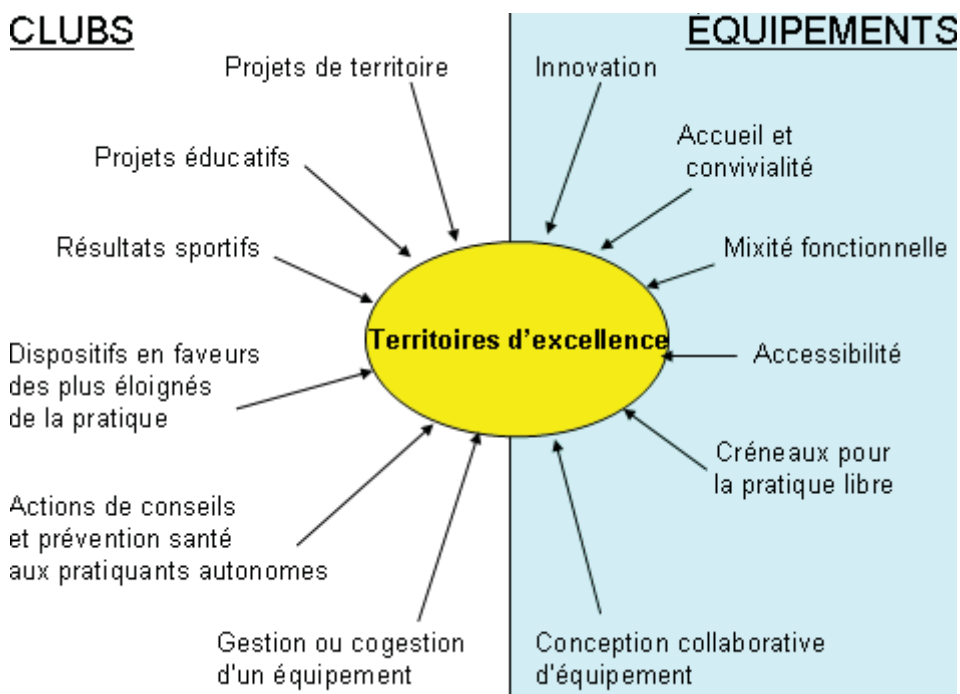 CLUBS
Projets de territoire
Projets éducatifs
Résultats sportifs
Dispositifs en faveurs
des plus éloignés
de la pratique
Actions de conseils
et prévention santé
aux pratiquants autonomes
Gestion ou cogestion
d'un équipement
Territoires d'excellence
ÉQUIPEMENTS
Innovation
Accueil et
convivialité
Mixité fonctionnelle
Accessibilité
Créneaux pour
la pratique libre
Conception collaborative
d'équipement